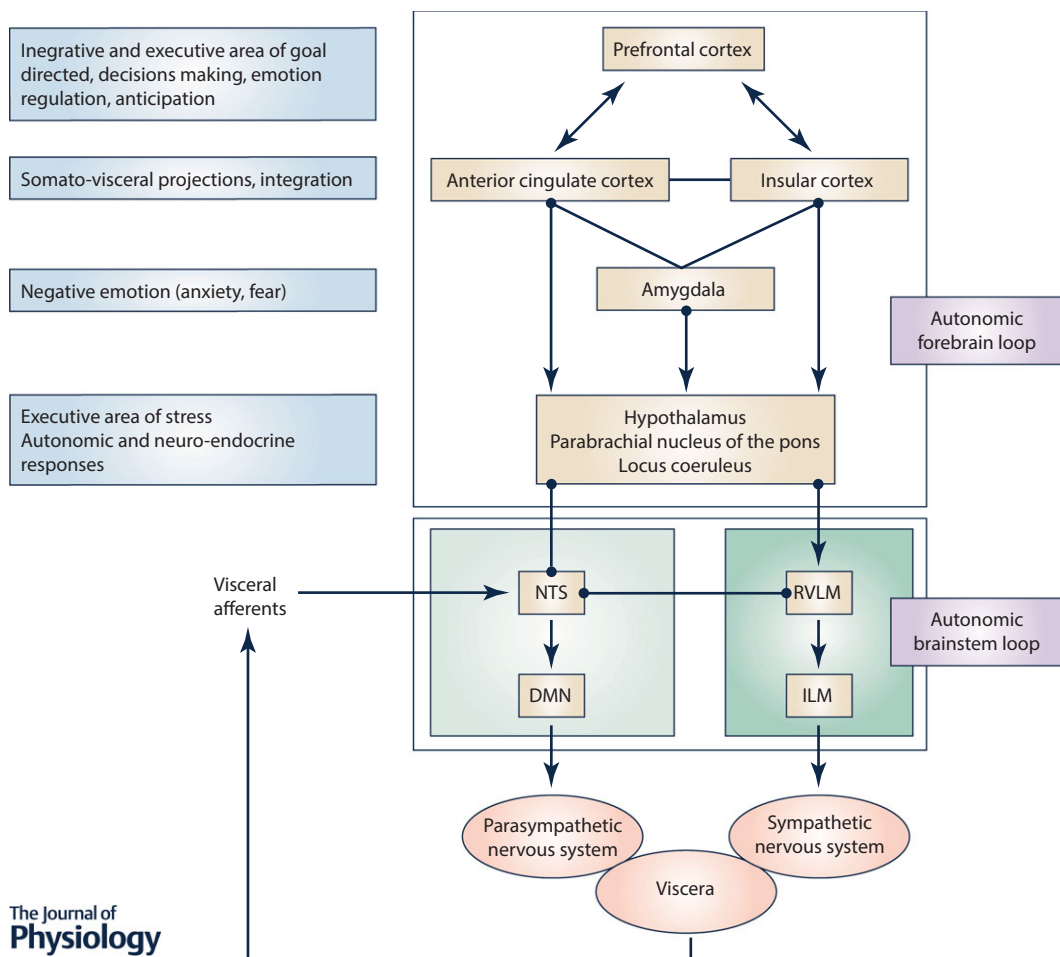 Inegrative and executive area of goal
directed, decisions making, emotion
regulation, anticipation
Prefrontal cortex
Somato-visceral projections, integration
Anterior cingulate cortex
Insular cortex
Negative emotion (anxiety, fear)
Amygdala
Autonomic
forebrain loop
Executive area of stress
Autonomic and neuro-endocrine
responses
Hypothalamus
Parabrachial nucleus of the pons
Locus coeruleus
Visceral
afferents
NTS
RVLM
Autonomic
brainstem loop
DMN
ILM
Parasympathetic
nervous system
Sympathetic
nervous system
Viscera
The Journal of
Physiology